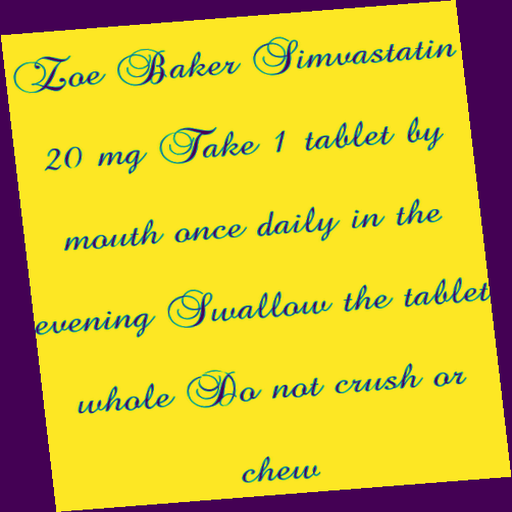 Zoe Baker Simvastatin
20 mg Take 1 tablet by
mouth once daily in the
evening Swallow the tablet
whole Do not crush or
chew